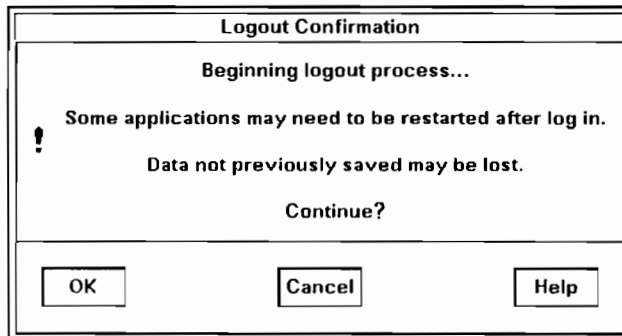 Logout Confirmation
Beginning logout process...
Some applications may need to be restarted after log in.
!
Data not previously saved may be lost.
Continue?
OK Cancel Help